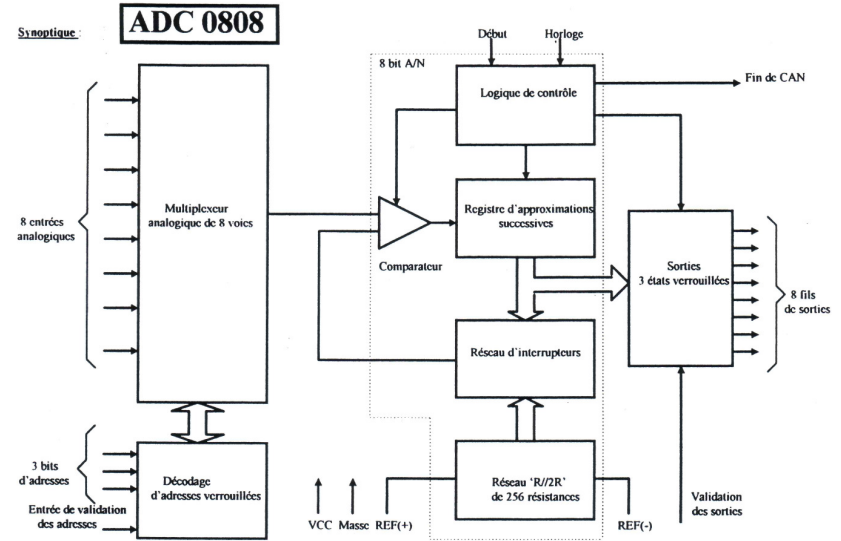 Synoptique :
ADC 0808
Début
Horloge
8 bit A/N
Logique de contrôle
Fin de CAN
8 entrées
analogiques
Multiplexeur
analogique de 8 voies
Registre d'approximations
successives
Comparateur
Sorties
3 états verrouillées
8 fils
de sorties
Réseau d'interrupteurs
3 bits
d'adresses
Décodage
d'adresses verrouillées
Réseau 'R//2R'
de 256 résistances
Entrée de validation
des adresses
VCC
Masse
REF(+)
REF(-)
Validation
des sorties